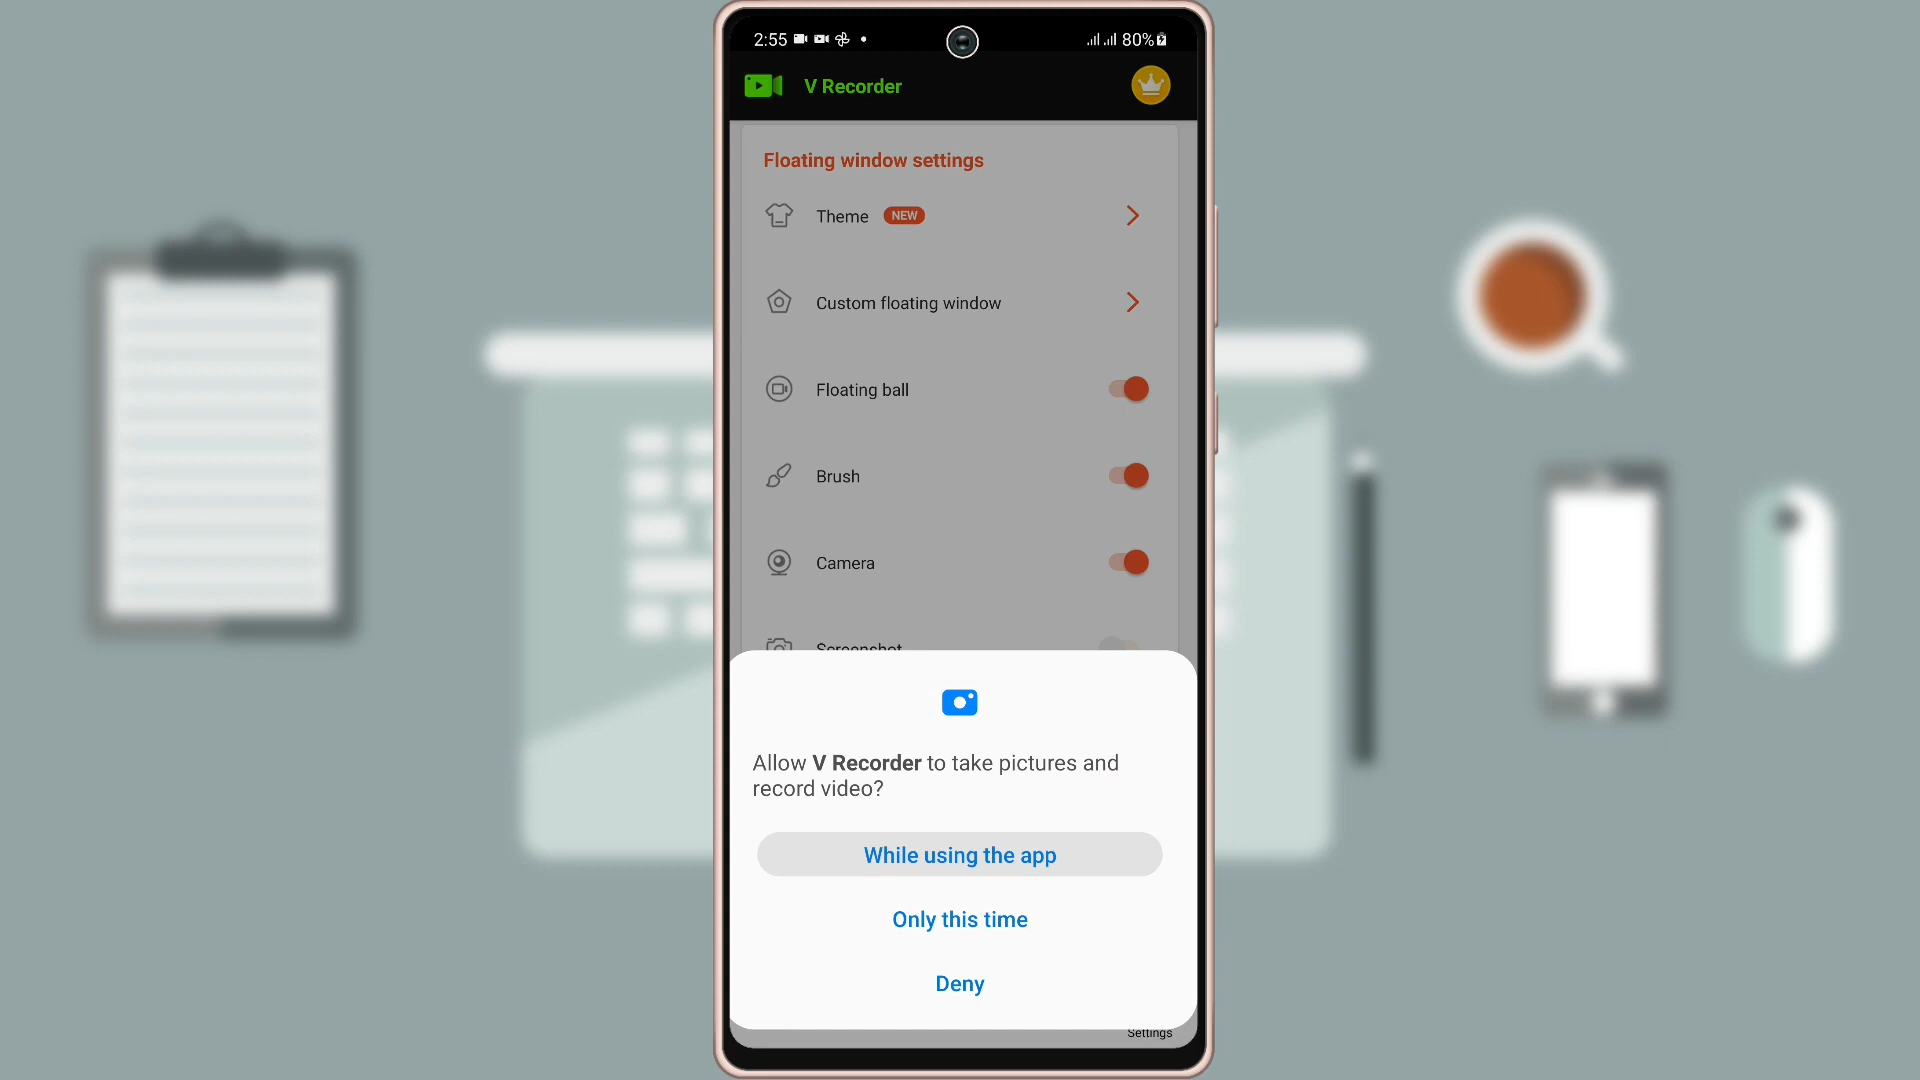 2:55
80%
V Recorder
Floating window settings
Theme NEW
Custom floating window
Floating ball
Brush
Camera
Screenshot
Allow V Recorder to take pictures and
record video?
While using the app
Only this time
Deny
Settings